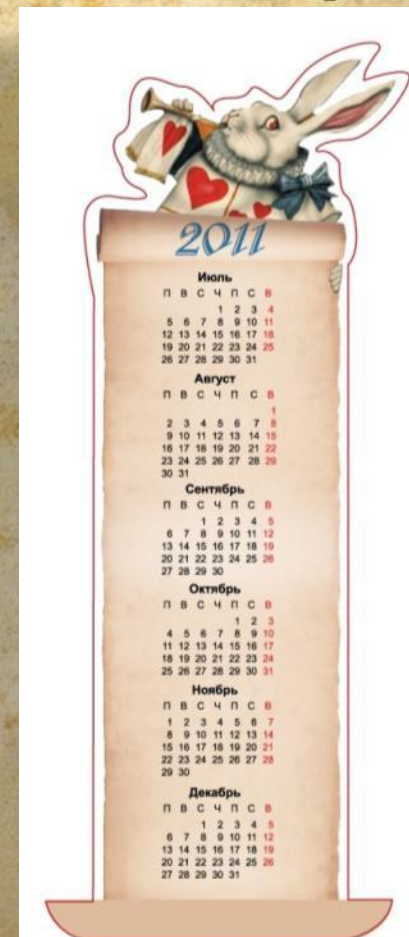 2011
Июль
П В С Ч П С В
1 2 3 4
5 6 7 8 9 10 11
12 13 14 15 16 17 18
19 20 21 22 23 24 25
26 27 28 29 30 31
Август
П В С Ч П С В
1
2 3 4 5 6 7 8
9 10 11 12 13 14 15
16 17 18 19 20 21 22
23 24 25 26 27 28 29
30 31
Сентябрь
П В С Ч П С В
1 2 3 4 5
6 7 8 9 10 11 12
13 14 15 16 17 18 19
20 21 22 23 24 25 26
27 28 29 30
Октябрь
П В С Ч П С В
1 2 3
4 5 6 7 8 9 10
11 12 13 14 15 16 17
18 19 20 21 22 23 24
25 26 27 28 29 30 31
Ноябрь
П В С Ч П С В
1 2 3 4 5 6 7
8 9 10 11 12 13 14
15 16 17 18 19 20 21
22 23 24 25 26 27 28
29 30
Декабрь
П В С Ч П С В
1 2 3 4 5
6 7 8 9 10 11 12
13 14 15 16 17 18 19
20 21 22 23 24 25 26
27 28 29 30 31